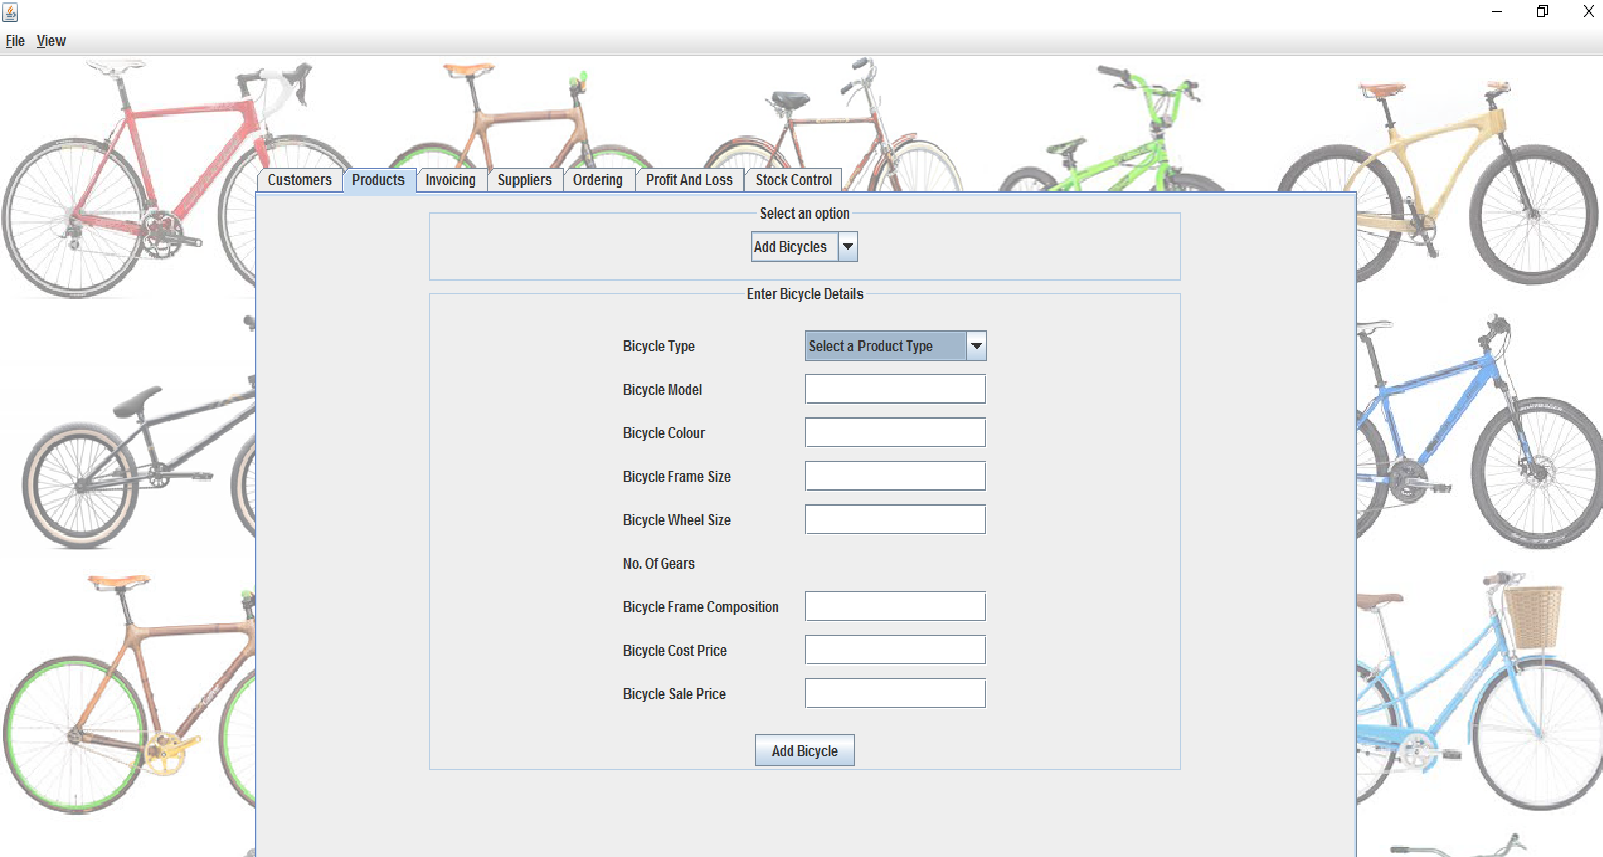 File View
Customers Products Invoicing Suppliers Ordering Profit And Loss Stock Control
Select an option
Add Bicycles
Enter Bicycle Details
Bicycle Type Select a Product Type
Bicycle Model
Bicycle Colour
Bicycle Frame Size
Bicycle Wheel Size
No. Of Gears
Bicycle Frame Composition
Bicycle Cost Price
Bicycle Sale Price
Add Bicycle